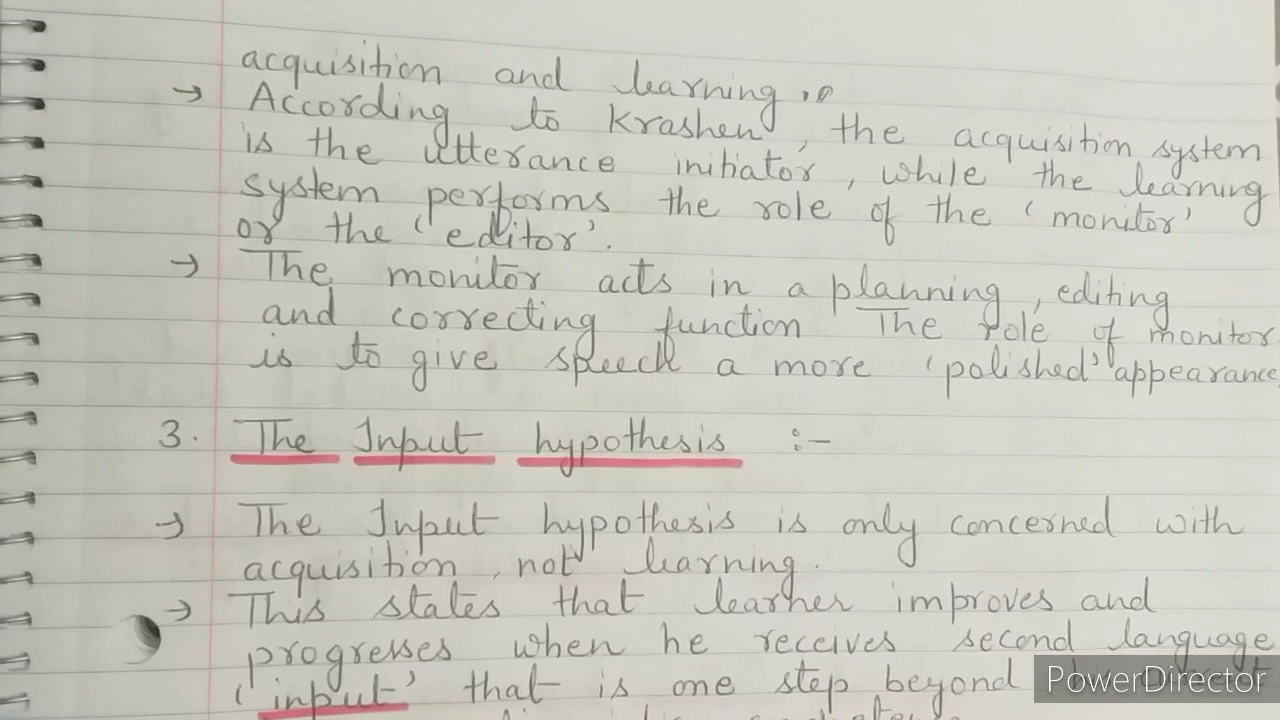 acquisition and learning.
→ According to Krashen, the acquisition system
is the utterance initiator, while the learning
system performs the role of the 'monitor'
or the 'editor'.
→ The monitor acts in a planning, editing
and correcting function The role of monitor
is to give speech a more 'polished' appearance
3. The Input hypothesis :-
→ The Input hypothesis is only concerned with
acquisition, not learning.
→ This states that learner improves and
progresses when he receives second language
'input' that is one step beyond
PowerDirector